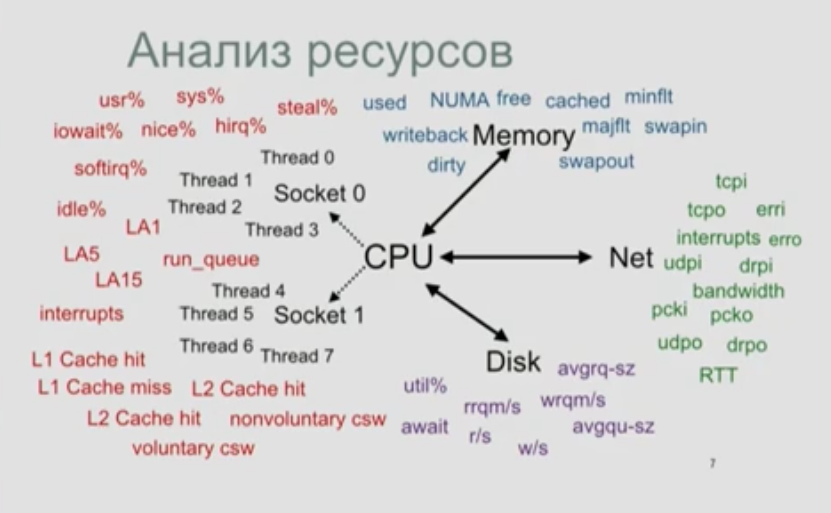 Анализ ресурсов
usr% sys% steal% used NUMA free cached minflt
iowait% nice% hirq% writeback Memory majflt swapin
softirq% Thread 0 dirty swapout
Thread 1 Socket 0 tcpi
idle% Thread 2 tcpo erri
LA1 Thread 3 interrupts erro
LA5 run_queue CPU Net udpi drpi
LA15 Thread 4 bandwidth
interrupts Thread 5 Socket 1 pcki pcko
Thread 6 Thread 7 udpo drpo
L1 Cache hit Disk avgrq-sz RTT
L1 Cache miss L2 Cache hit util% rrqm/s wrqm/s
L2 Cache hit nonvoluntary csw await r/s avgqu-sz
voluntary csw w/s
7